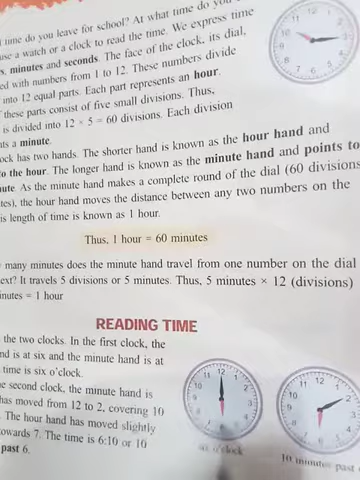 time do you leave for school? At what time do you
use a watch or a clock to read the time. We express time
minutes and seconds. The face of the clock, its dial,
ed with numbers from 1 to 12. These numbers divide
into 12 equal parts. Each part represents an hour.
these parts consist of five small divisions. Thus,
is divided into 12 × 5 = 60 divisions. Each division
nts a minute.
ock has two hands. The shorter hand is known as the hour hand and
to the hour. The longer hand is known as the minute hand and points to
nute. As the minute hand makes a complete round of the dial (60 divisions
tes), the hour hand moves the distance between any two numbers on the
is length of time is known as 1 hour.
Thus, 1 hour = 60 minutes
many minutes does the minute hand travel from one number on the dial
ext? It travels 5 divisions or 5 minutes. Thus, 5 minutes × 12 (divisions)
inutes = 1 hour
READING TIME
the two clocks. In the first clock, the
nd is at six and the minute hand is at
time is six o'clock.
e second clock, the minute hand is
has moved from 12 to 2, covering 10
The hour hand has moved slightly
owards 7. The time is 6:10 or 10
past 6.
six o'clock
10 minutes past